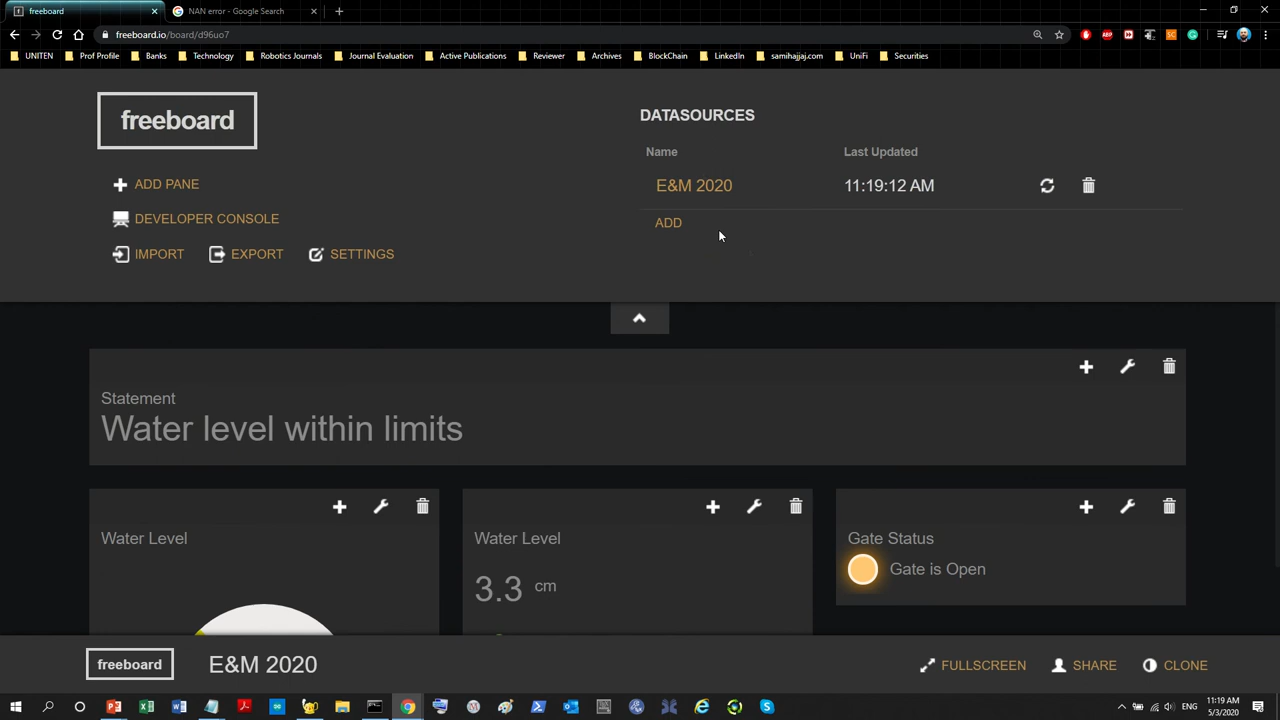 freeboard
NAN error - Google Search
freeboard.io/board/d96uo7
UNITEN
Prof Profile
Banks
Technology
Robotics Journals
Journal Evaluation
Active Publications
Reviewer
Archives
BlockChain
LinkedIn
samihajjaj.com
UniFi
Securities
freeboard
DATASOURCES
Name
Last Updated
E&M 2020
11:19:12 AM
ADD
ADD PANE
DEVELOPER CONSOLE
IMPORT
EXPORT
SETTINGS
Statement
Water level within limits
Water Level
Water Level
3.3 cm
Gate Status
Gate is Open
freeboard
E&M 2020
FULLSCREEN
SHARE
CLONE
ENG
11:19 AM
5/3/2020